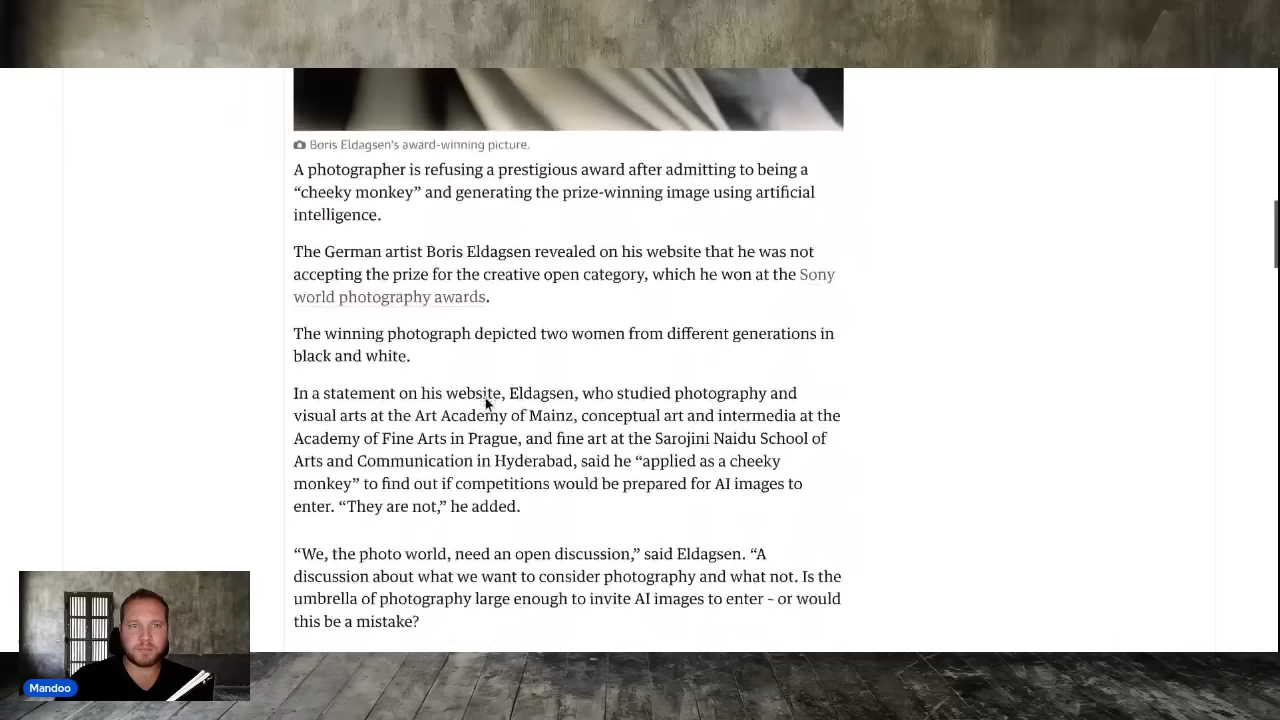 Boris Eldagsen's award-winning picture.
A photographer is refusing a prestigious award after admitting to being a
“cheeky monkey” and generating the prize-winning image using artificial
intelligence.
The German artist Boris Eldagsen revealed on his website that he was not
accepting the prize for the creative open category, which he won at the Sony
world photography awards.
The winning photograph depicted two women from different generations in
black and white.
In a statement on his website, Eldagsen, who studied photography and
visual arts at the Art Academy of Mainz, conceptual art and intermedia at the
Academy of Fine Arts in Prague, and fine art at the Sarojini Naidu School of
Arts and Communication in Hyderabad, said he “applied as a cheeky
monkey” to find out if competitions would be prepared for AI images to
enter. “They are not,” he added.
“We, the photo world, need an open discussion,” said Eldagsen. “A
discussion about what we want to consider photography and what not. Is the
umbrella of photography large enough to invite AI images to enter – or would
this be a mistake?
Mandoo